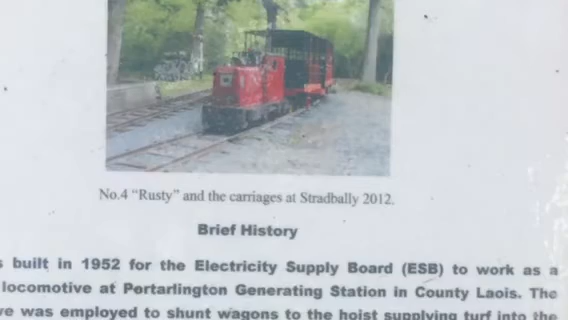 No.4 “Rusty” and the carriages at Stradbally 2012.
Brief History
built in 1952 for the Electricity Supply Board (ESB) to work as a
locomotive at Portarlington Generating Station in County Laois. The
was employed to shunt wagons to the hoist supplying turf into the